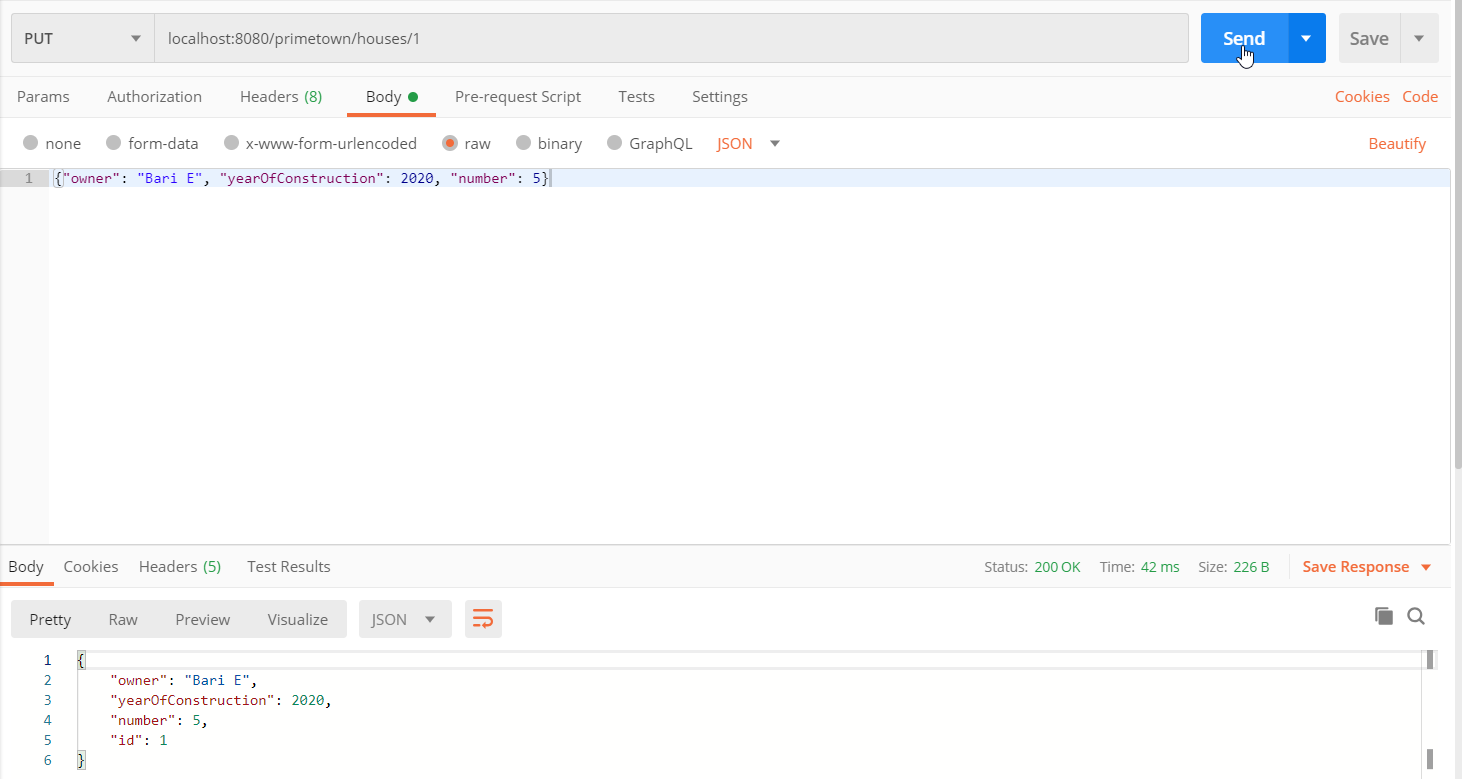 PUT localhost:8080/primetown/houses/1 Send Save
Params Authorization Headers (8) Body Pre-request Script Tests Settings Cookies Code
none form-data x-www-form-urlencoded raw binary GraphQL JSON Beautify
1 {"owner": "Bari E", "yearOfConstruction": 2020, "number": 5}
Body Cookies Headers (5) Test Results Status: 200 OK Time: 42 ms Size: 226 B Save Response
Pretty Raw Preview Visualize JSON
1 {
2 "owner": "Bari E",
3 "yearOfConstruction": 2020,
4 "number": 5,
5 "id": 1
6 }